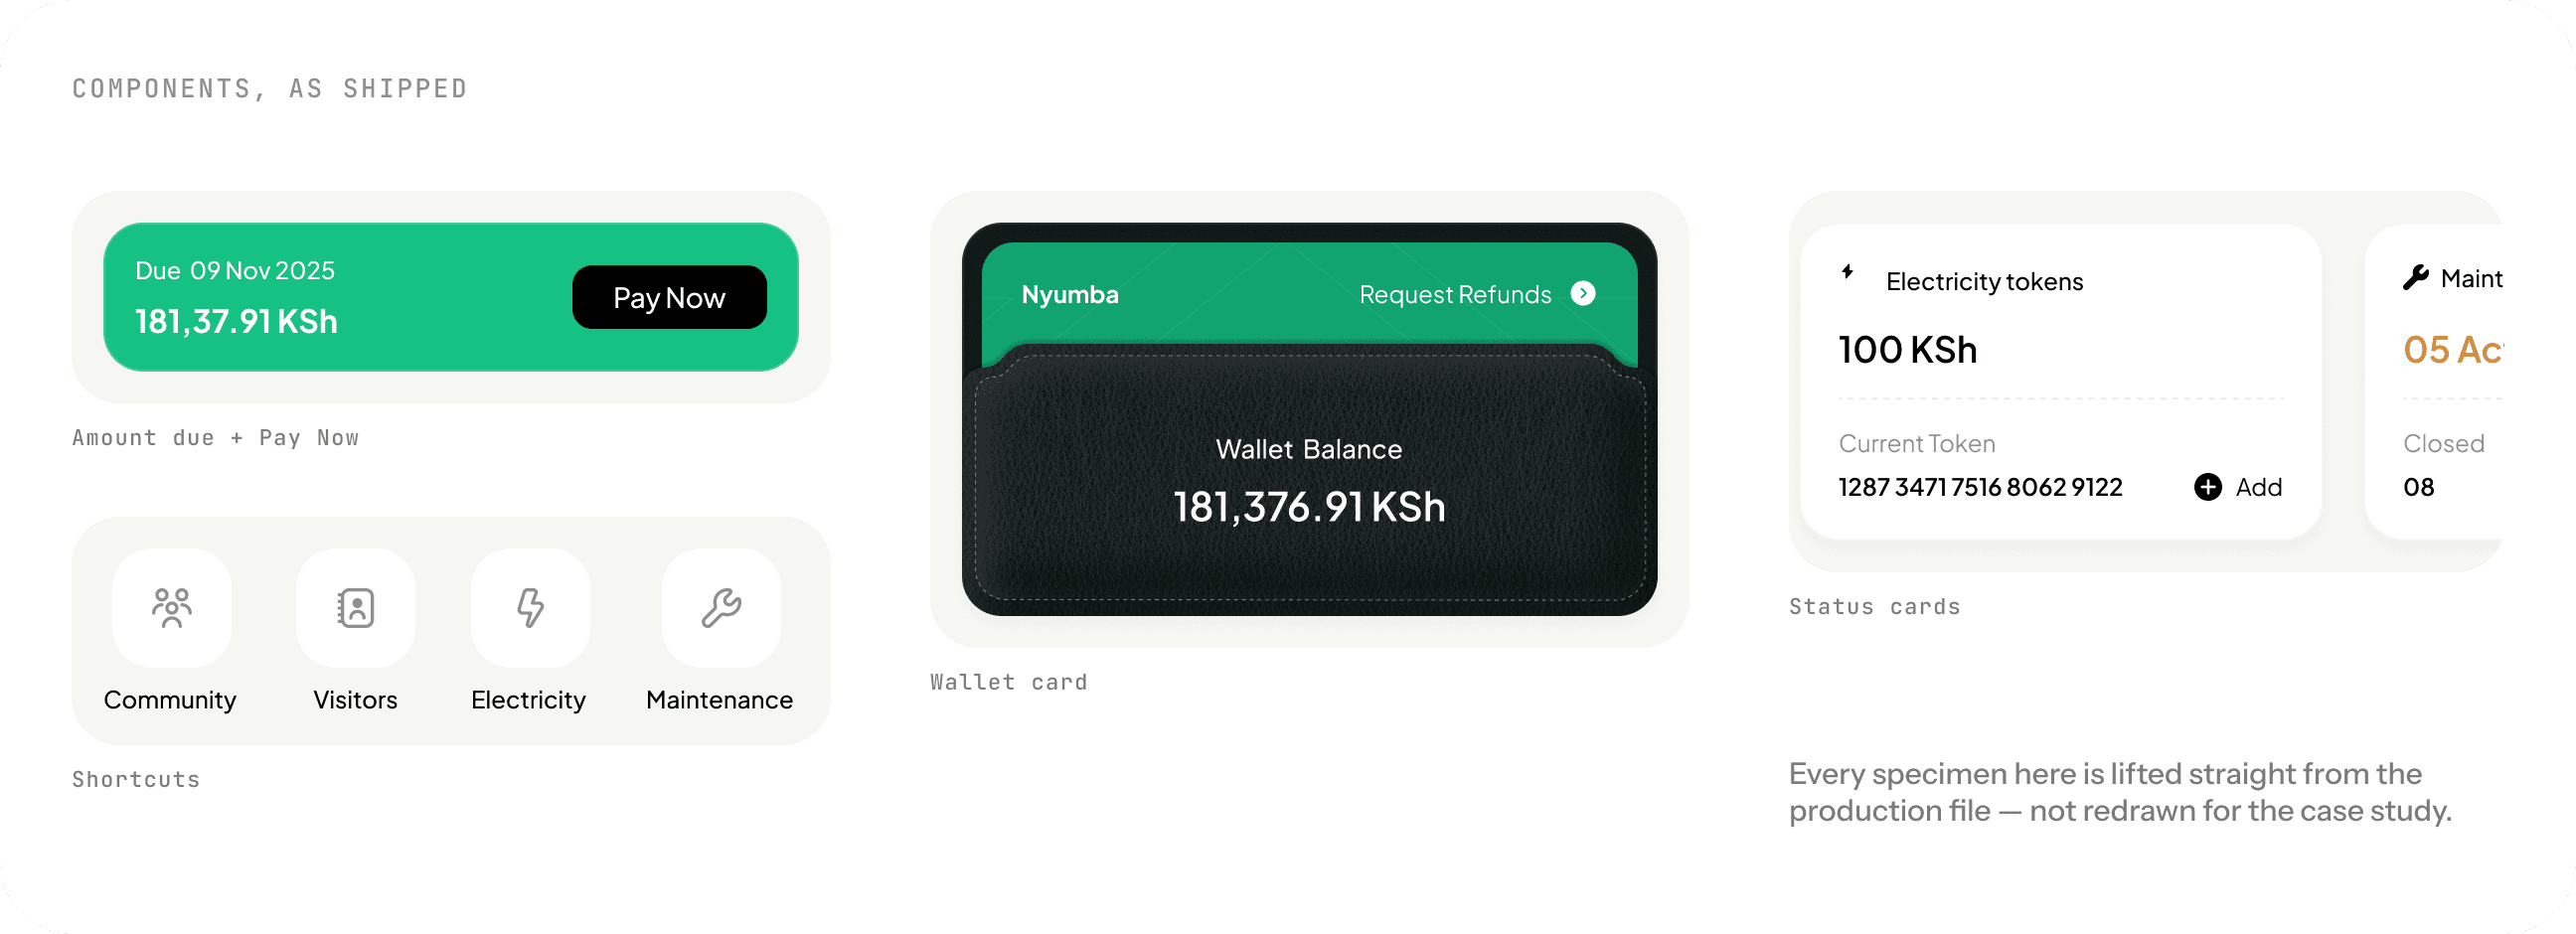 COMPONENTS, AS SHIPPED
Due 09 Nov 2025
181,37.91 KSh
Pay Now
Amount due + Pay Now
Community
Visitors
Electricity
Maintenance
Shortcuts
Nyumba
Request Refunds
Wallet Balance
181,376.91 KSh
Wallet card
Electricity tokens
100 KSh
Current Token
1287 3471 7516 8062 9122
Add
Maint
05 Ac
Closed
08
Status cards
Every specimen here is lifted straight from the
production file — not redrawn for the case study.